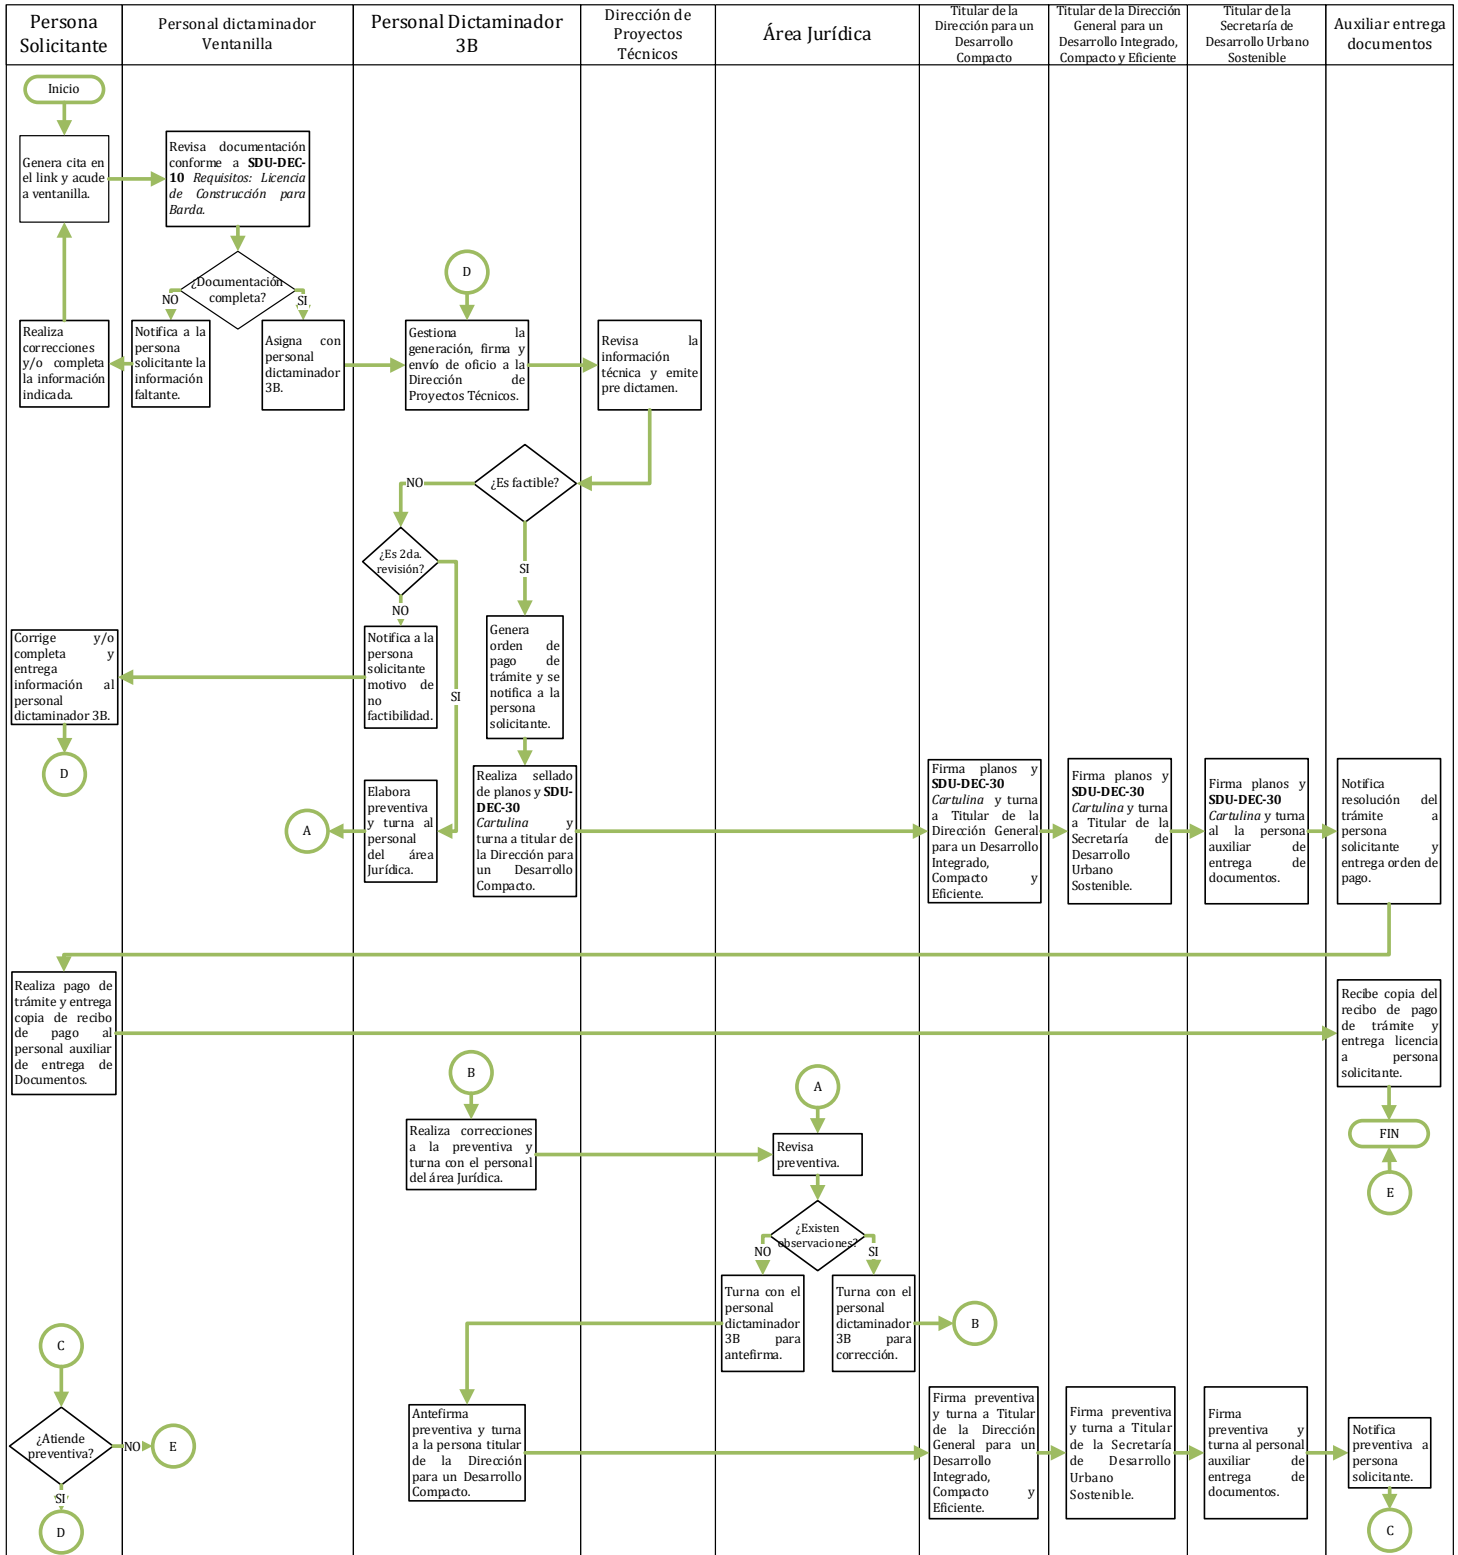 Persona
Solicitante
Personal dictaminador
Ventanilla
Personal Dictaminador
3B
Dirección de
Proyectos
Técnicos
Área Jurídica
Titular de la
Dirección para un
Desarrollo
Compacto
Titular de la Dirección
General para un
Desarrollo Integrado,
Compacto y Eficiente
Titular de la
Secretaría de
Desarrollo Urbano
Sostenible
Auxiliar entrega
documentos
Inicio
Genera cita en
el link y acude
a ventanilla.
Revisa documentación
conforme a SDU-DEC-
10 Requisitos: Licencia
de Construcción para
Barda.
¿Documentación
completa?
NO
SI
D
Realiza
correcciones
y/o completa
la información
indicada.
Notifica a la
persona
solicitante la
información
faltante.
Asigna con
personal
dictaminador
3B.
Gestiona la
generación, firma y
envío de oficio a la
Dirección de
Proyectos Técnicos.
Revisa la
información
técnica y emite
pre dictamen.
¿Es factible?
NO
SI
¿Es 2da.
revisión?
NO
SI
Corrige y/o
completa y
entrega
información al
personal
dictaminador 3B.
D
Notifica a la
persona
solicitante
motivo de
no
factibilidad.
Genera
orden de
pago de
trámite y se
notifica a la
persona
solicitante.
A
Elabora
preventiva
y turna al
personal
del área
Jurídica.
Realiza sellado
de planos y SDU-
DEC-30
Cartulina y
turna a titular de
la Dirección para
un Desarrollo
Compacto.
Firma planos y
SDU-DEC-30
Cartulina y turna
a Titular de la
Dirección General
para un Desarrollo
Integrado,
Compacto y
Eficiente.
Firma planos y
SDU-DEC-30
Cartulina y turna
a Titular de la
Secretaría de
Desarrollo
Urbano
Sostenible.
Firma planos y
SDU-DEC-30
Cartulina y turna
al la persona
auxiliar de
entrega de
documentos.
Notifica
resolución del
trámite a
persona
solicitante y
entrega orden de
pago.
Realiza pago de
trámite y entrega
copia de recibo
de pago al
personal auxiliar
de entrega de
Documentos.
Recibe copia del
recibo de pago
de trámite y
entrega licencia
a persona
solicitante.
FIN
E
B
Realiza correcciones
a la preventiva y
turna con el personal
del área Jurídica.
A
Revisa
preventiva.
¿Existen
observaciones?
NO
SI
Turna con el
personal
dictaminador
3B para
antefirma.
Turna con el
personal
dictaminador
3B para
corrección.
B
C
¿Atiende
preventiva?
NO
E
SI
D
Antefirma
preventiva y turna
a la persona titular
de la Dirección
para un Desarrollo
Compacto.
Firma preventiva
y turna a Titular
de la Dirección
General para un
Desarrollo
Integrado,
Compacto y
Eficiente.
Firma preventiva
y turna a Titular
de la Secretaría
de Desarrollo
Urbano
Sostenible.
Firma
preventiva y
turna al personal
auxiliar de
entrega de
documentos.
Notifica
preventiva a
persona
solicitante.
C